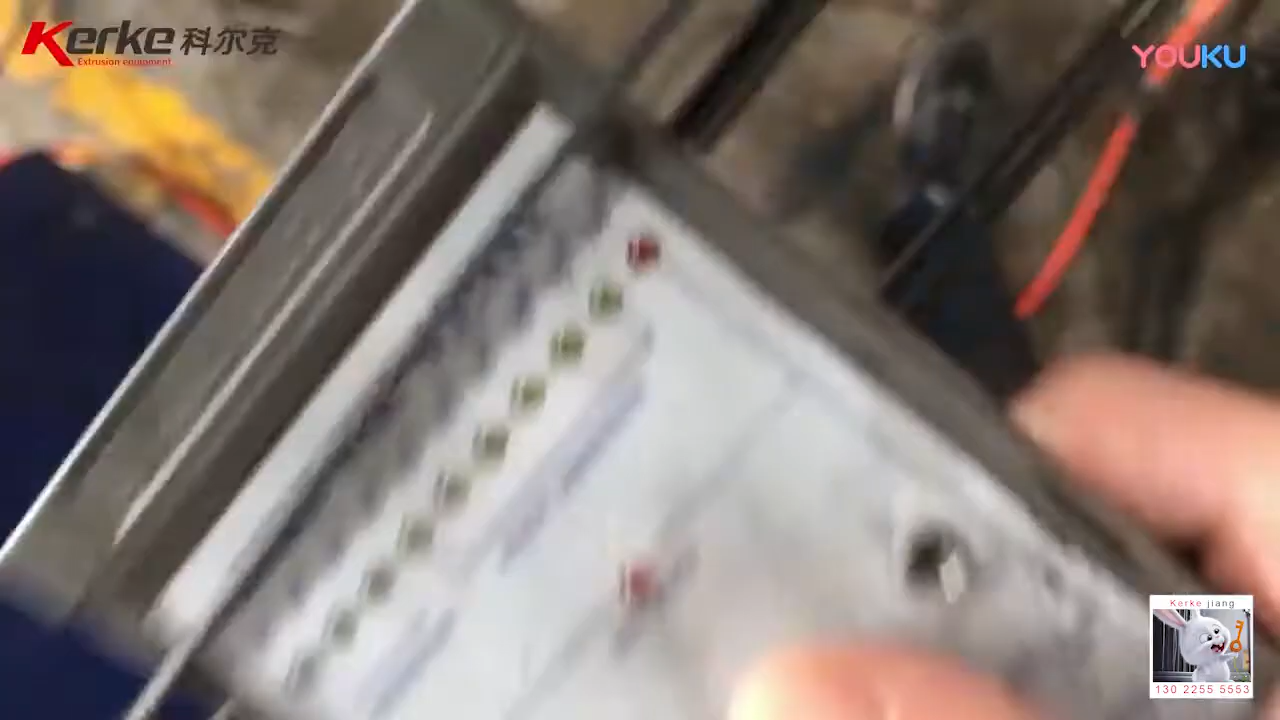 Kerke 科尔克
Extrusion equipment
YOUKU
Kerke jiang
130 2255 5553